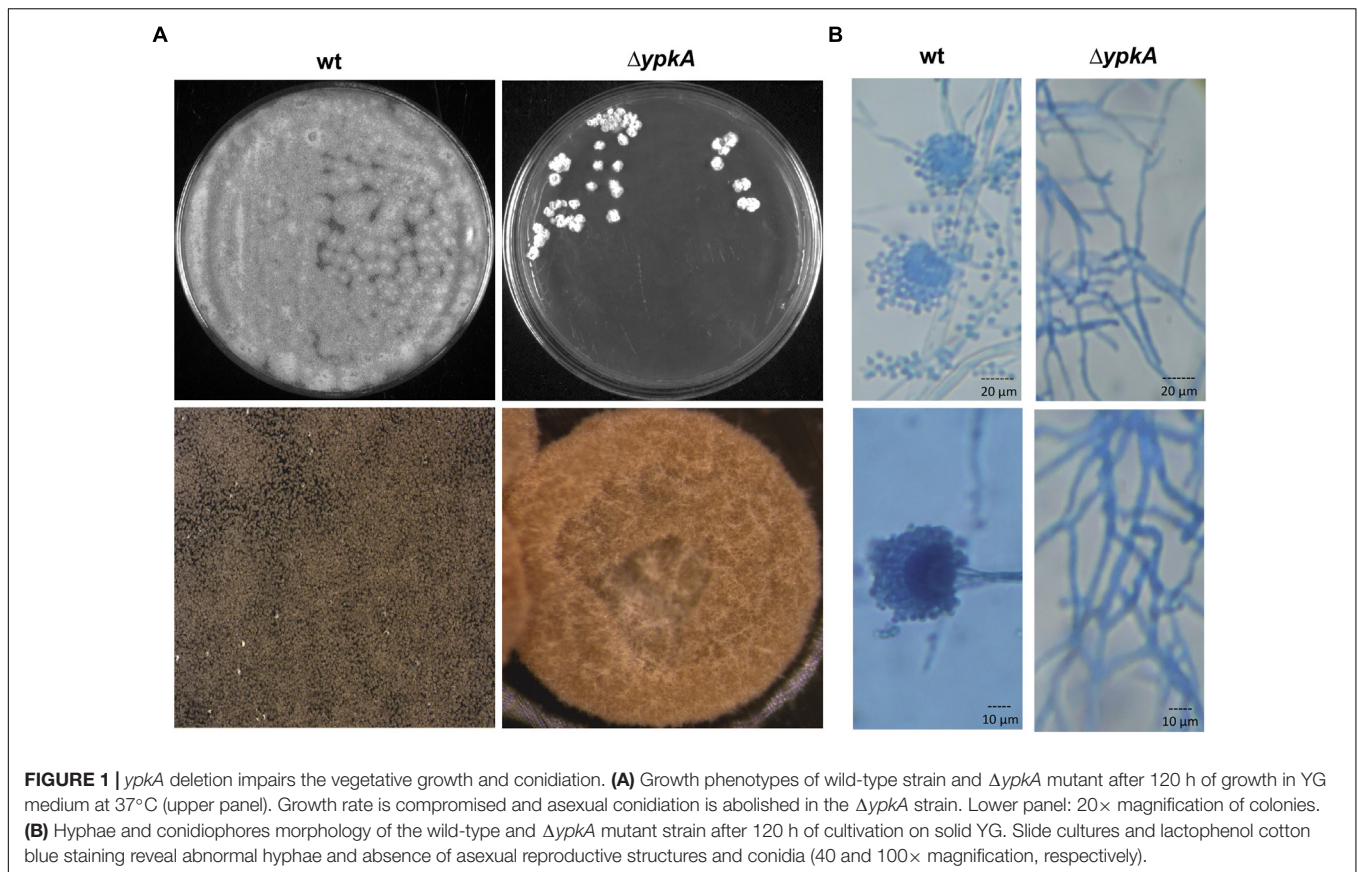 A
B
wt
ΔypkA
wt
ΔypkA
20 μm
20 μm
10 μm
10 μm
FIGURE 1 | ypkA deletion impairs the vegetative growth and conidiation. (A) Growth phenotypes of wild-type strain and ΔypkA mutant after 120 h of growth in YG
medium at 37°C (upper panel). Growth rate is compromised and asexual conidiation is abolished in the ΔypkA strain. Lower panel: 20× magnification of colonies.
(B) Hyphae and conidiophores morphology of the wild-type and ΔypkA mutant strain after 120 h of cultivation on solid YG. Slide cultures and lactophenol cotton
blue staining reveal abnormal hyphae and absence of asexual reproductive structures and conidia (40 and 100× magnification, respectively).